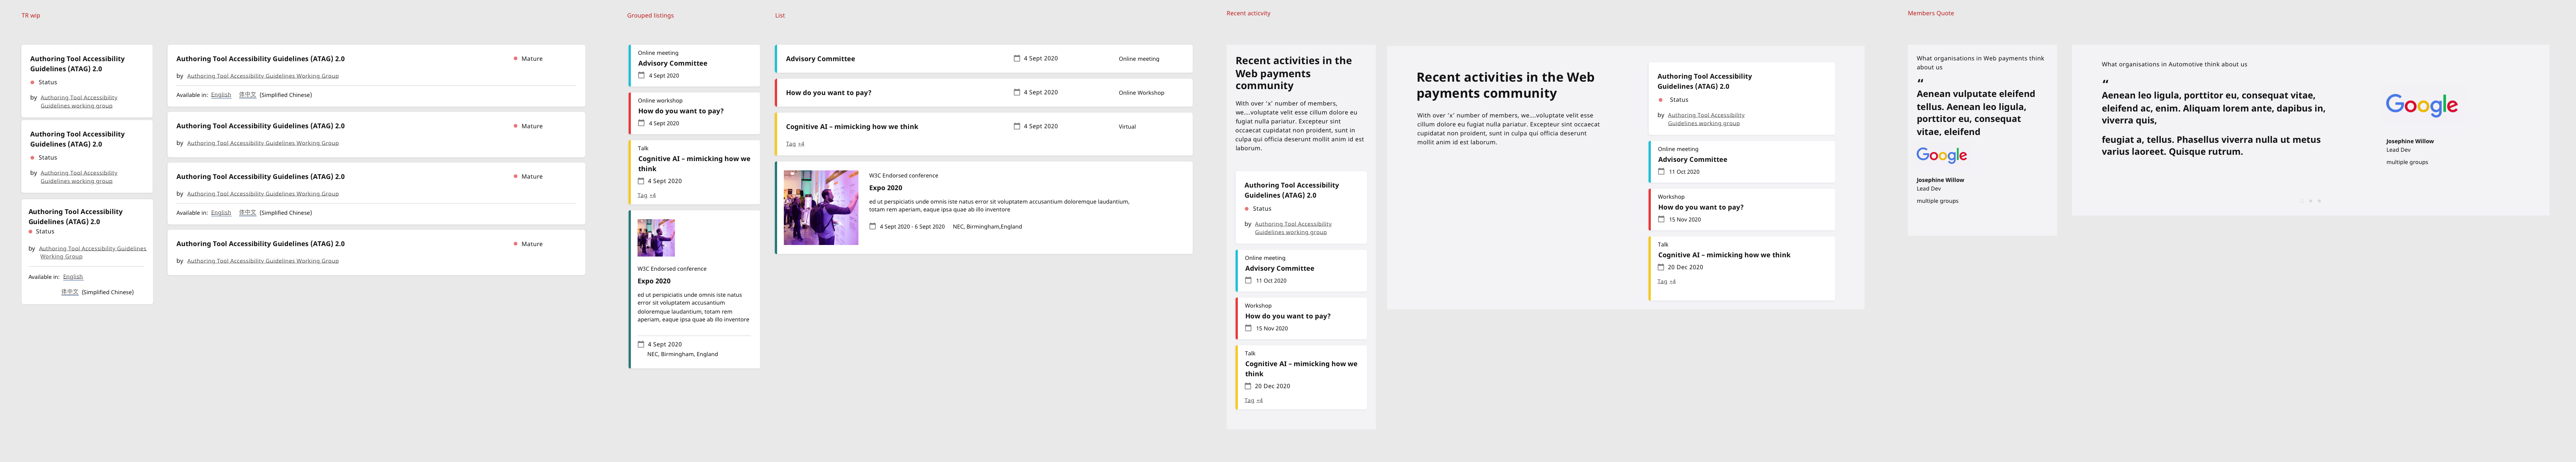 TR wip
Authoring Tool Accessibility
Guidelines (ATAG) 2.0
Status
by Authoring Tool Accessibility
Guidelines working group
Authoring Tool Accessibility
Guidelines (ATAG) 2.0
Status
by Authoring Tool Accessibility
Guidelines working group
Authoring Tool Accessibility
Guidelines (ATAG) 2.0
Status
by Authoring Tool Accessibility Guidelines
Working Group
Available in: English
体中文 (Simplified Chinese)
Authoring Tool Accessibility Guidelines (ATAG) 2.0 Mature
by Authoring Tool Accessibility Guidelines Working Group
Available in: English 体中文 (Simplified Chinese)
Authoring Tool Accessibility Guidelines (ATAG) 2.0 Mature
by Authoring Tool Accessibility Guidelines Working Group
Authoring Tool Accessibility Guidelines (ATAG) 2.0 Mature
by Authoring Tool Accessibility Guidelines Working Group
Available in: English 体中文 (Simplified Chinese)
Authoring Tool Accessibility Guidelines (ATAG) 2.0 Mature
by Authoring Tool Accessibility Guidelines Working Group
Grouped listings
Online meeting
Advisory Committee
4 Sept 2020
Online workshop
How do you want to pay?
4 Sept 2020
Talk
Cognitive AI – mimicking how we
think
4 Sept 2020
Tag +4
W3C Endorsed conference
Expo 2020
ed ut perspiciatis unde omnis iste natus
error sit voluptatem accusantium
doloremque laudantium, totam rem
aperiam, eaque ipsa quae ab illo inventore
4 Sept 2020
NEC, Birmingham, England
List
Advisory Committee 4 Sept 2020 Online meeting
How do you want to pay? 4 Sept 2020 Online Workshop
Cognitive AI – mimicking how we think 4 Sept 2020 Virtual
Tag +4
W3C Endorsed conference
Expo 2020
ed ut perspiciatis unde omnis iste natus error sit voluptatem accusantium doloremque laudantium,
totam rem aperiam, eaque ipsa quae ab illo inventore
4 Sept 2020 - 6 Sept 2020 NEC, Birmingham,England
Recent acticvity
Recent activities in the
Web payments
community
With over ‘x’ number of members,
we....voluptate velit esse cillum dolore eu
fugiat nulla pariatur. Excepteur sint
occaecat cupidatat non proident, sunt in
culpa qui officia deserunt mollit anim id est
laborum.
Authoring Tool Accessibility
Guidelines (ATAG) 2.0
Status
by Authoring Tool Accessibility
Guidelines working group
Online meeting
Advisory Committee
11 Oct 2020
Workshop
How do you want to pay?
15 Nov 2020
Talk
Cognitive AI – mimicking how we
think
20 Dec 2020
Tag +4
Recent activities in the Web
payments community
With over ‘x’ number of members, we....voluptate velit esse
cillum dolore eu fugiat nulla pariatur. Excepteur sint occaecat
cupidatat non proident, sunt in culpa qui officia deserunt
mollit anim id est laborum.
Authoring Tool Accessibility
Guidelines (ATAG) 2.0
Status
by Authoring Tool Accessibility
Guidelines working group
Online meeting
Advisory Committee
11 Oct 2020
Workshop
How do you want to pay?
15 Nov 2020
Talk
Cognitive AI – mimicking how we think
20 Dec 2020
Tag +4
Members Quote
What organisations in Web payments think
about us
“
Aenean vulputate eleifend
tellus. Aenean leo ligula,
porttitor eu, consequat
vitae, eleifend
Google
Josephine Willow
Lead Dev
multiple groups
What organisations in Automotive think about us
“
Aenean leo ligula, porttitor eu, consequat vitae,
eleifend ac, enim. Aliquam lorem ante, dapibus in,
viverra quis,
feugiat a, tellus. Phasellus viverra nulla ut metus
varius laoreet. Quisque rutrum.
Google
Josephine Willow
Lead Dev
multiple groups